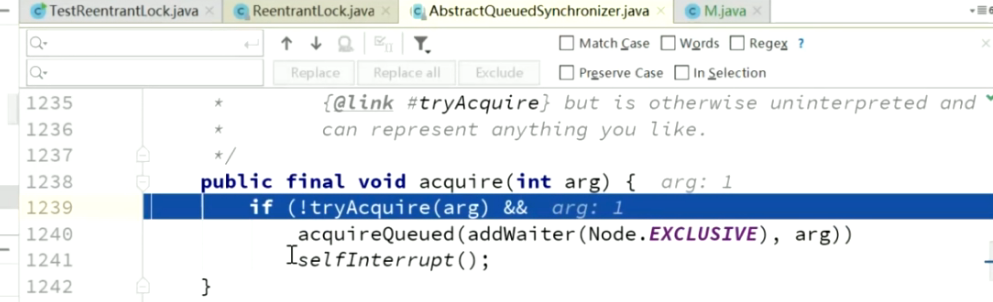 TestReentrantLock.java × ReentrantLock.java × AbstractQueuedSynchronizer.java × M.java ×
Match Case Words Regex ?
Replace Replace all Exclude Preserve Case In Selection
1235 * {@link #tryAcquire} but is otherwise uninterpreted and
1236 * can represent anything you like.
1237 */
1238 public final void acquire(int arg) { arg: 1
1239 if (!tryAcquire(arg) && arg: 1
1240 acquireQueued(addWaiter(Node.EXCLUSIVE), arg))
1241 selfInterrupt();
1242 }